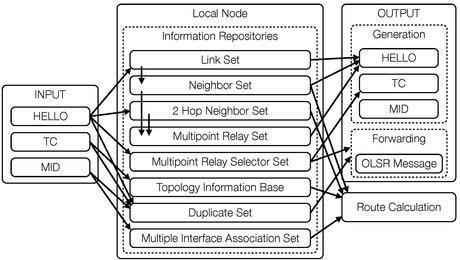 INPUT
HELLO
TC
MID
Local Node
Information Repositories
Link Set
Neighbor Set
2 Hop Neighbor Set
Multipoint Relay Set
Multipoint Relay Selector Set
Topology Information Base
Duplicate Set
Multiple Interface Association Set
OUTPUT
Generation
HELLO
TC
MID
Forwarding
OLSR Message
Route Calculation